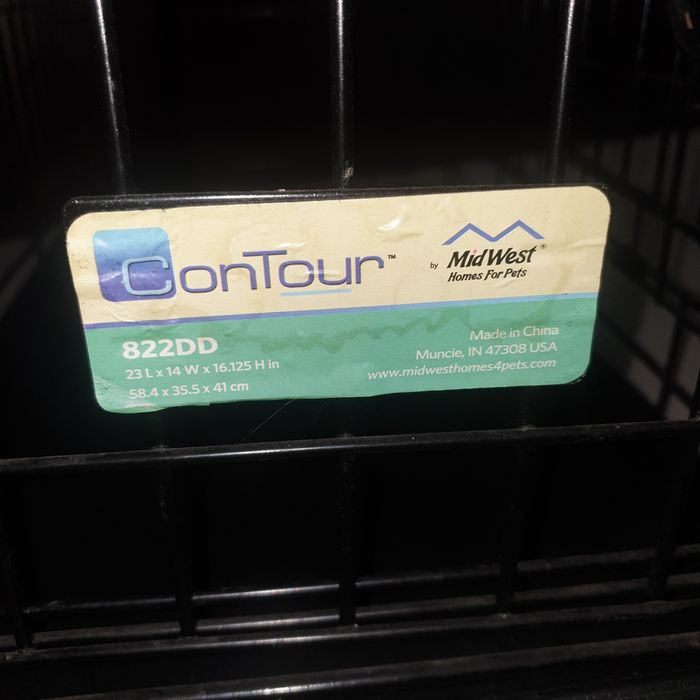 ConTour™
by MidWest®
Homes For Pets
822DD
23 L x 14 W x 16.125 H in
58.4 x 35.5 x 41 cm
Made in China
Muncie, IN 47308 USA
www.midwesthomes4pets.com